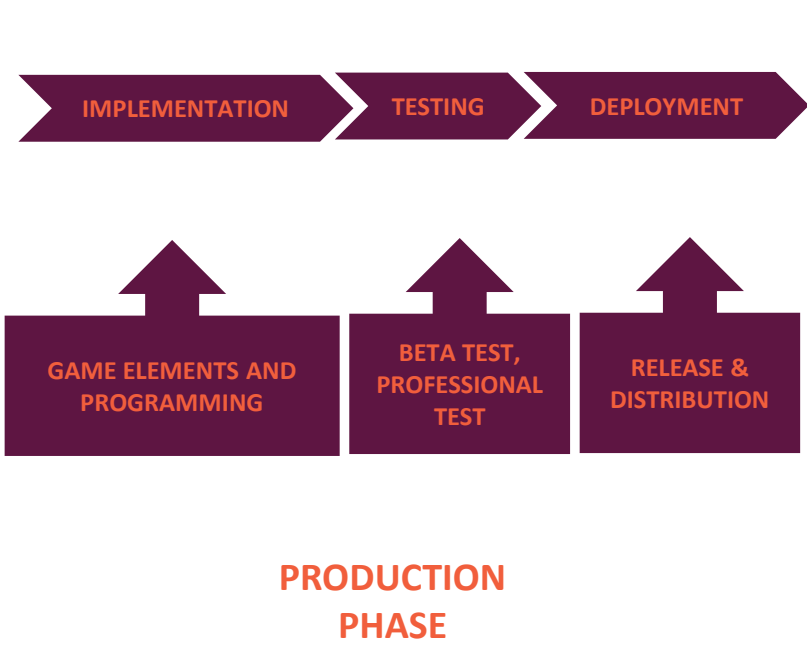 IMPLEMENTATION
TESTING
DEPLOYMENT
GAME ELEMENTS AND
PROGRAMMING
BETA TEST,
PROFESSIONAL
TEST
RELEASE &
DISTRIBUTION
PRODUCTION
PHASE